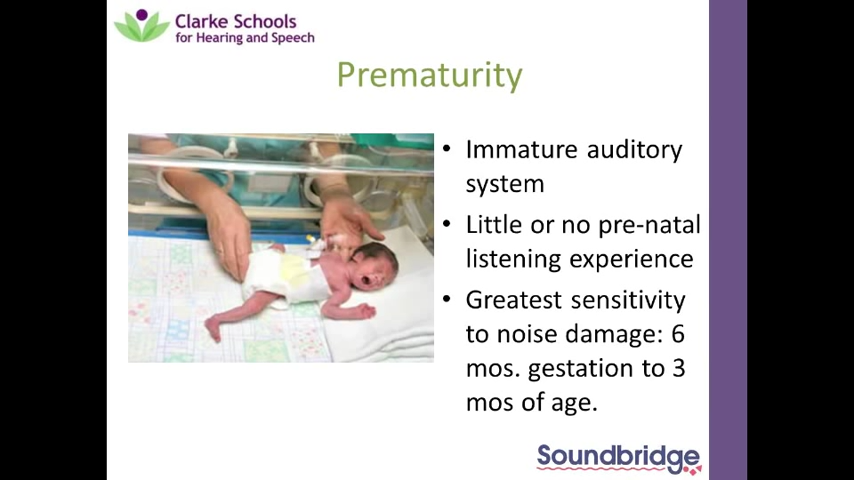 Clarke Schools
for Hearing and Speech
Prematurity
• Immature auditory
system
• Little or no pre-natal
listening experience
• Greatest sensitivity
to noise damage: 6
mos. gestation to 3
mos of age.
Soundbridge